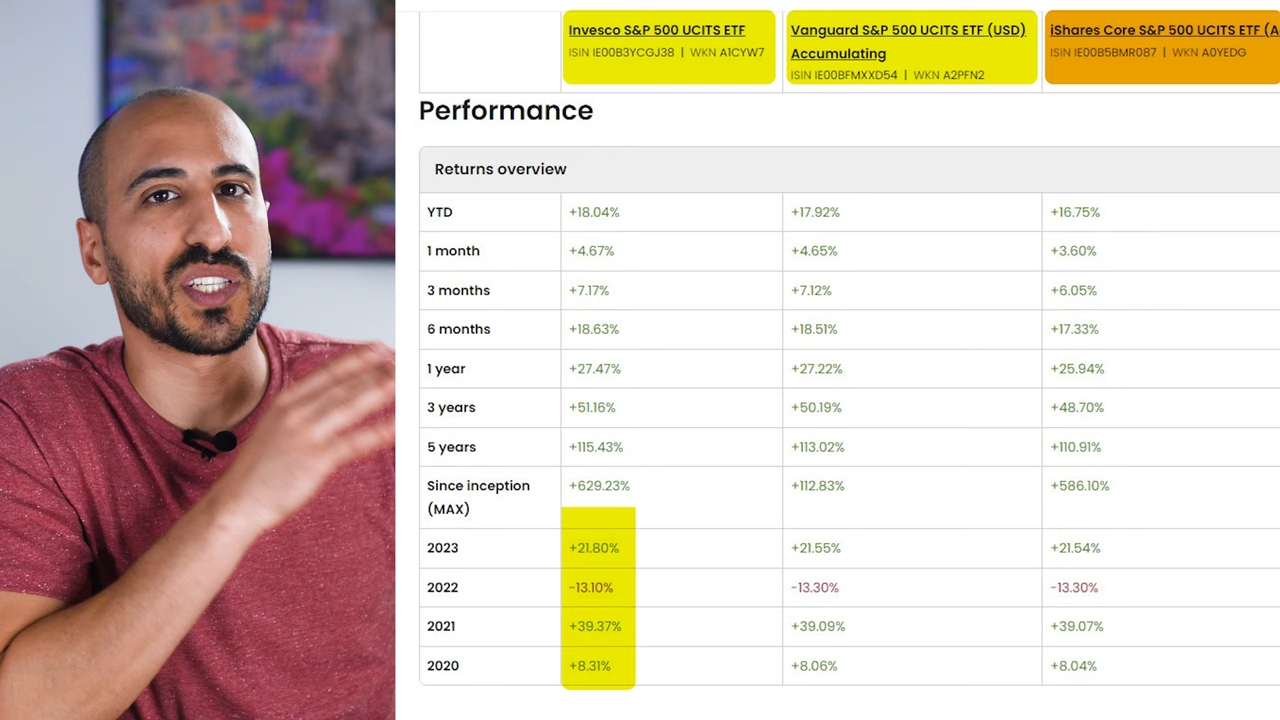 Invesco S&P 500 UCITS ETF
ISIN IE00B3YCGJ38 | WKN A1CYW7
Vanguard S&P 500 UCITS ETF (USD)
Accumulating
ISIN IE00BFMXXD54 | WKN A2PFN2
iShares Core S&P 500 UCITS ETF (A
ISIN IE00B5BMR087 | WKN A0YEDG
Performance
Returns overview
YTD +18.04% +17.92% +16.75%
1 month +4.67% +4.65% +3.60%
3 months +7.17% +7.12% +6.05%
6 months +18.63% +18.51% +17.33%
1 year +27.47% +27.22% +25.94%
3 years +51.16% +50.19% +48.70%
5 years +115.43% +113.02% +110.91%
Since inception +629.23% +112.83% +586.10%
(MAX)
2023 +21.80% +21.55% +21.54%
2022 -13.10% -13.30% -13.30%
2021 +39.37% +39.09% +39.07%
2020 +8.31% +8.06% +8.04%